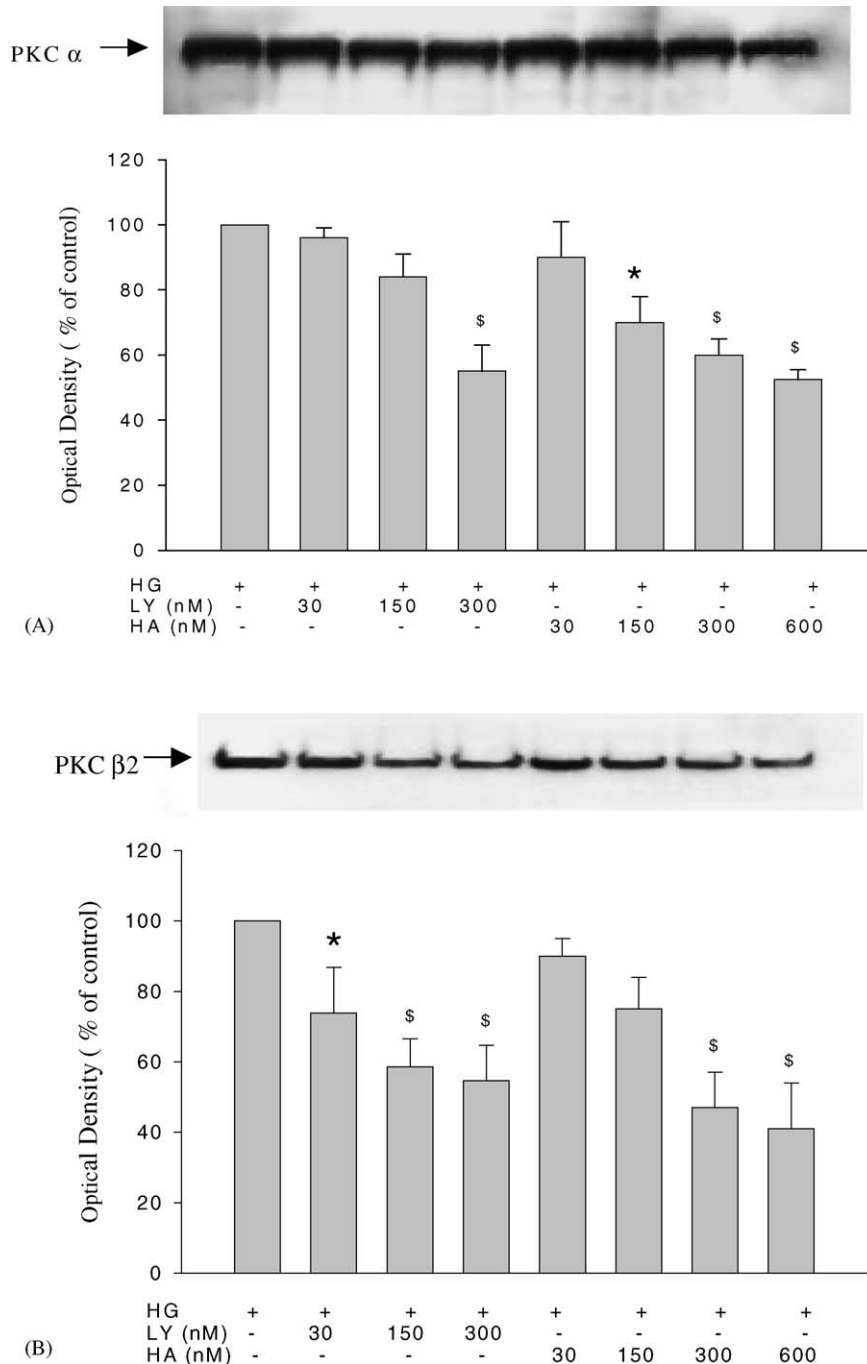 PKC α
Optical Density ( % of control)
120
100
80
60
40
20
0
$
*
$
$
HG + + + + + + + +
LY (nM) - 30 150 300 - - - -
(A) HA (nM) - - - - 30 150 300 600
PKC β2
Optical Density ( % of control)
120
100
80
60
40
20
0
*
$
$
$
$
HG + + + + + + + +
LY (nM) - 30 150 300 - - - -
(B) HA (nM) - - - - 30 150 300 600